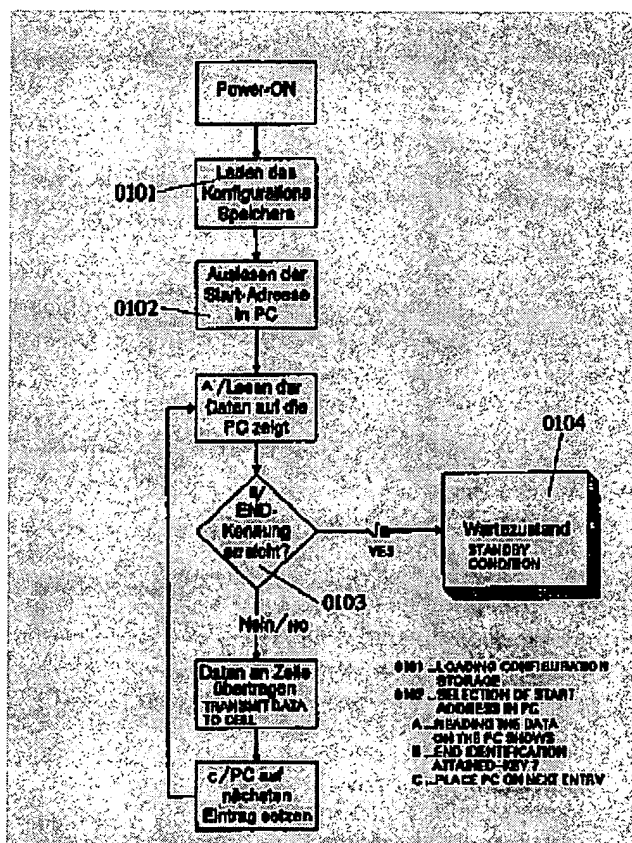 Power-ON
0101
Laden des
Konfigurations
Speichers
0102
Auslesen der
Start-Adresse
in PC
A/Lesen der
Daten auf die
PC zeigt
B/
END-
Kennung
erreicht?
0103
Ja
YES
0104
Wartezustand
STANDBY
CONDITION
Nein/NO
Daten an Zelle
übertragen
TRANSMIT DATA
TO CELL
C/PC auf
nächsten
Eintrag setzen
0101...LOADING CONFIGURATION
STORAGE
0102...SELECTION OF START
ADDRESS IN PC
A...READING THE DATA
ON THE PC SHOWS
B...END IDENTIFICATION
ATTAINED-KEY?
C...PLACE PC ON NEXT ENTRY